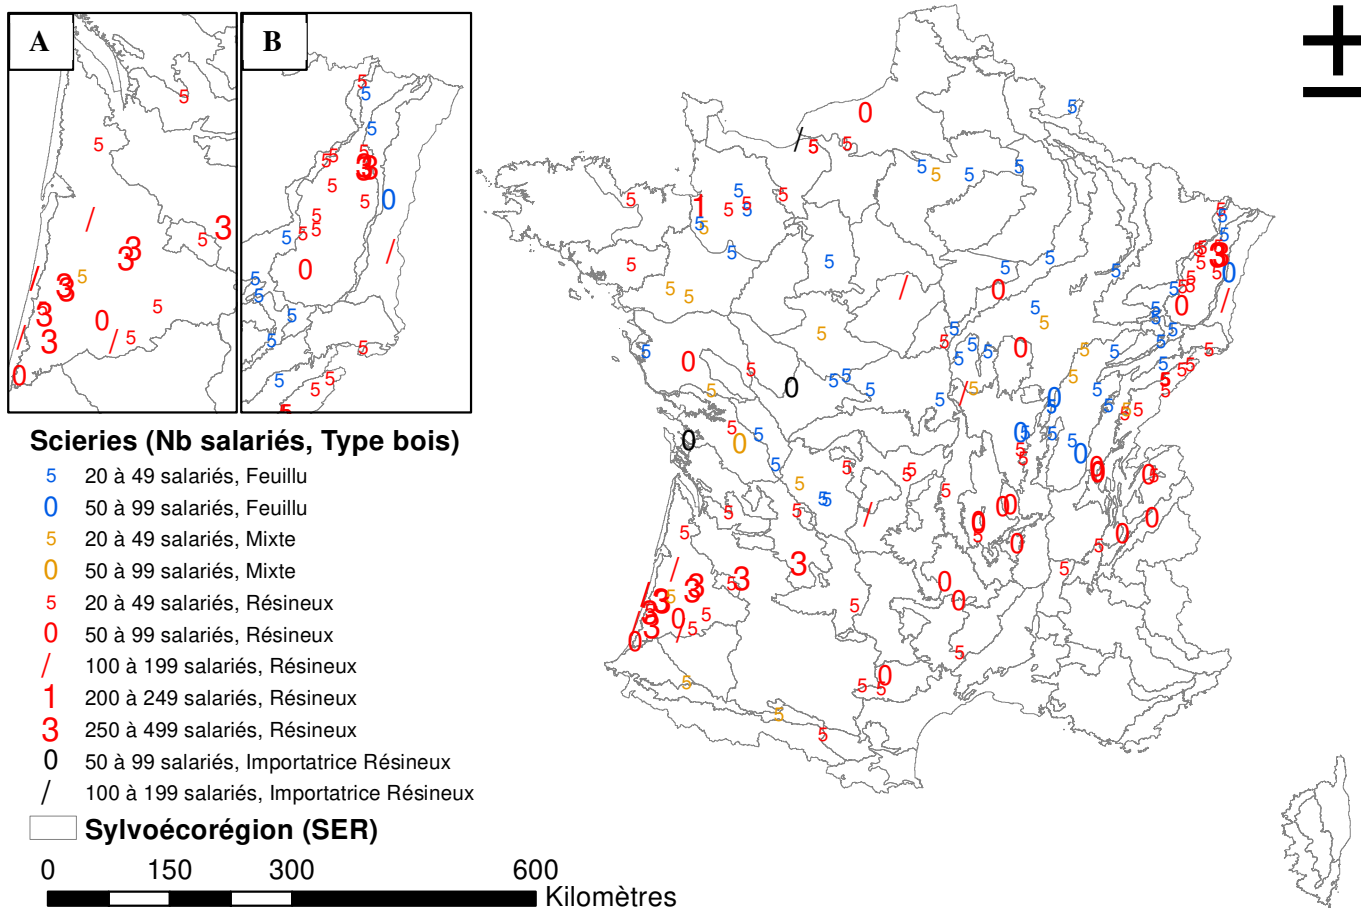 A
B
Scieries (Nb salariés, Type bois)
5 20 à 49 salariés, Feuillu
0 50 à 99 salariés, Feuillu
5 20 à 49 salariés, Mixte
0 50 à 99 salariés, Mixte
5 20 à 49 salariés, Résineux
0 50 à 99 salariés, Résineux
/ 100 à 199 salariés, Résineux
1 200 à 249 salariés, Résineux
3 250 à 499 salariés, Résineux
0 50 à 99 salariés, Importatrice Résineux
/ 100 à 199 salariés, Importatrice Résineux
Sylvoécorégion (SER)
0 150 300 600
Kilomètres